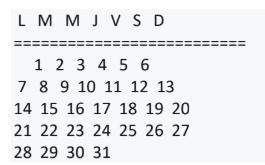 L M M J V S D
==========================
1 2 3 4 5 6
7 8 9 10 11 12 13
14 15 16 17 18 19 20
21 22 23 24 25 26 27
28 29 30 31